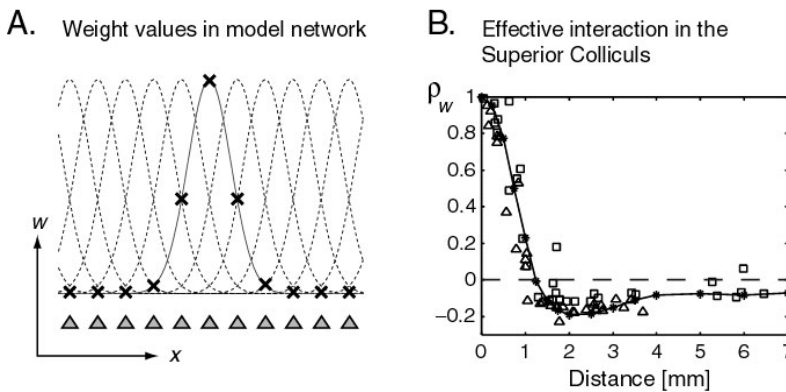 A. Weight values in model network
w
x
B. Effective interaction in the
Superior Colliculs
ρw
1
0.8
0.6
0.4
0.2
0
−0.2
0 1 2 3 4 5 6 7
Distance [mm]